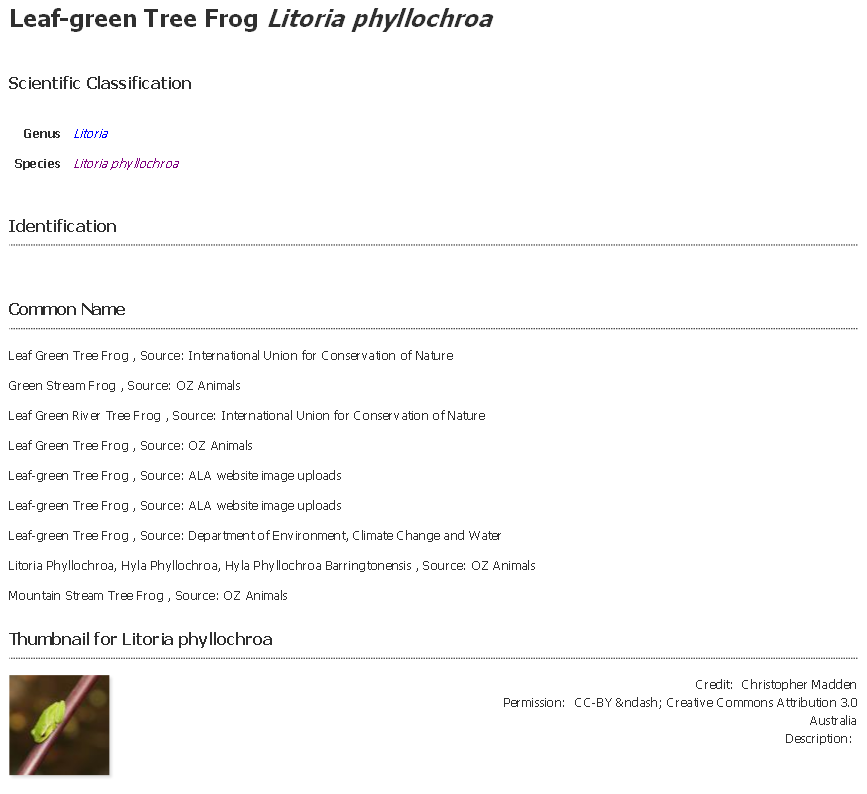 Leaf-green Tree Frog Litoria phyllochroa
Scientific Classification
Genus Litoria
Species Litoria phyllochroa
Identification
Common Name
Leaf Green Tree Frog , Source: International Union for Conservation of Nature
Green Stream Frog , Source: OZ Animals
Leaf Green River Tree Frog , Source: International Union for Conservation of Nature
Leaf Green Tree Frog , Source: OZ Animals
Leaf-green Tree Frog , Source: ALA website image uploads
Leaf-green Tree Frog , Source: ALA website image uploads
Leaf-green Tree Frog , Source: Department of Environment, Climate Change and Water
Litoria Phyllochroa, Hyla Phyllochroa, Hyla Phyllochroa Barringtonensis , Source: OZ Animals
Mountain Stream Tree Frog , Source: OZ Animals
Thumbnail for Litoria phyllochroa
Credit: Christopher Madden
Permission: CC-BY &ndash; Creative Commons Attribution 3.0
Australia
Description: